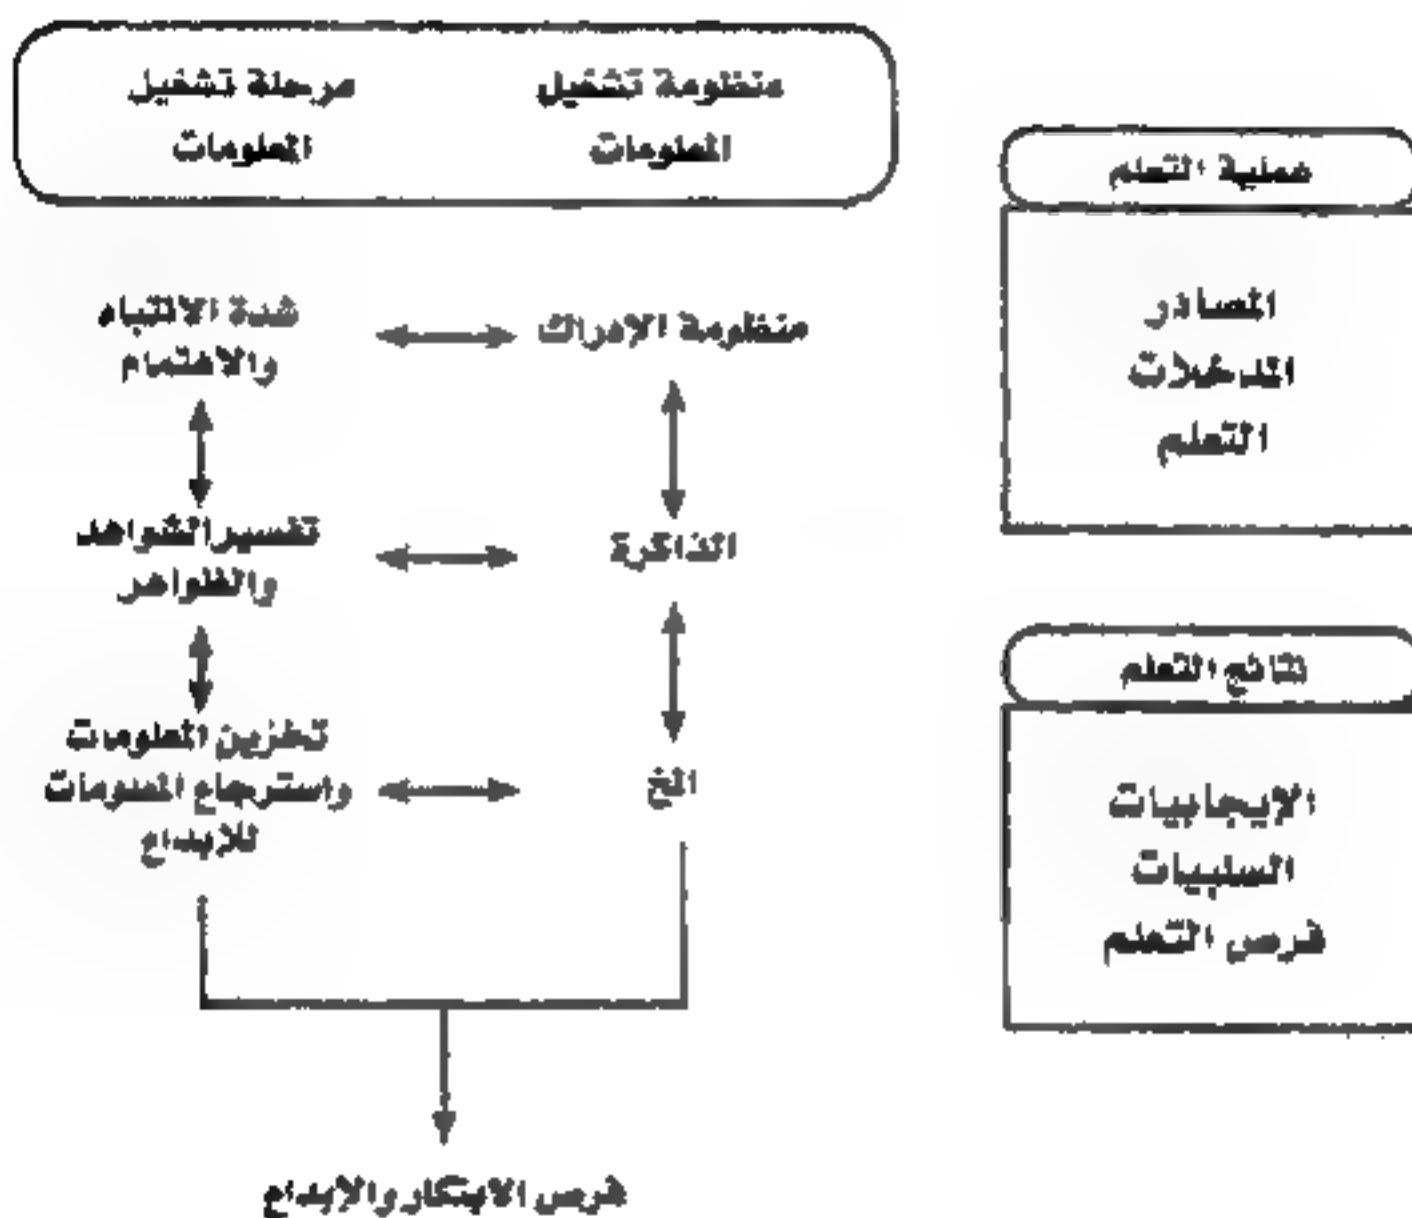 منظومة تشغيل
المعلومات
مرحلة تشغيل
المعلومات
منظومة الإدراك
شدة الانتباه
والاهتمام
الذاكرة
تفسير الشواهد
والظواهر
المخ
تخزين المعلومات
واسترجاع المعلومات
للإبداع
فرص الابتكار والإبداع
عملية التعلم
المصادر
المدخلات
التعلم
نتائج التعلم
الإيجابيات
السلبيات
فرص التعلم